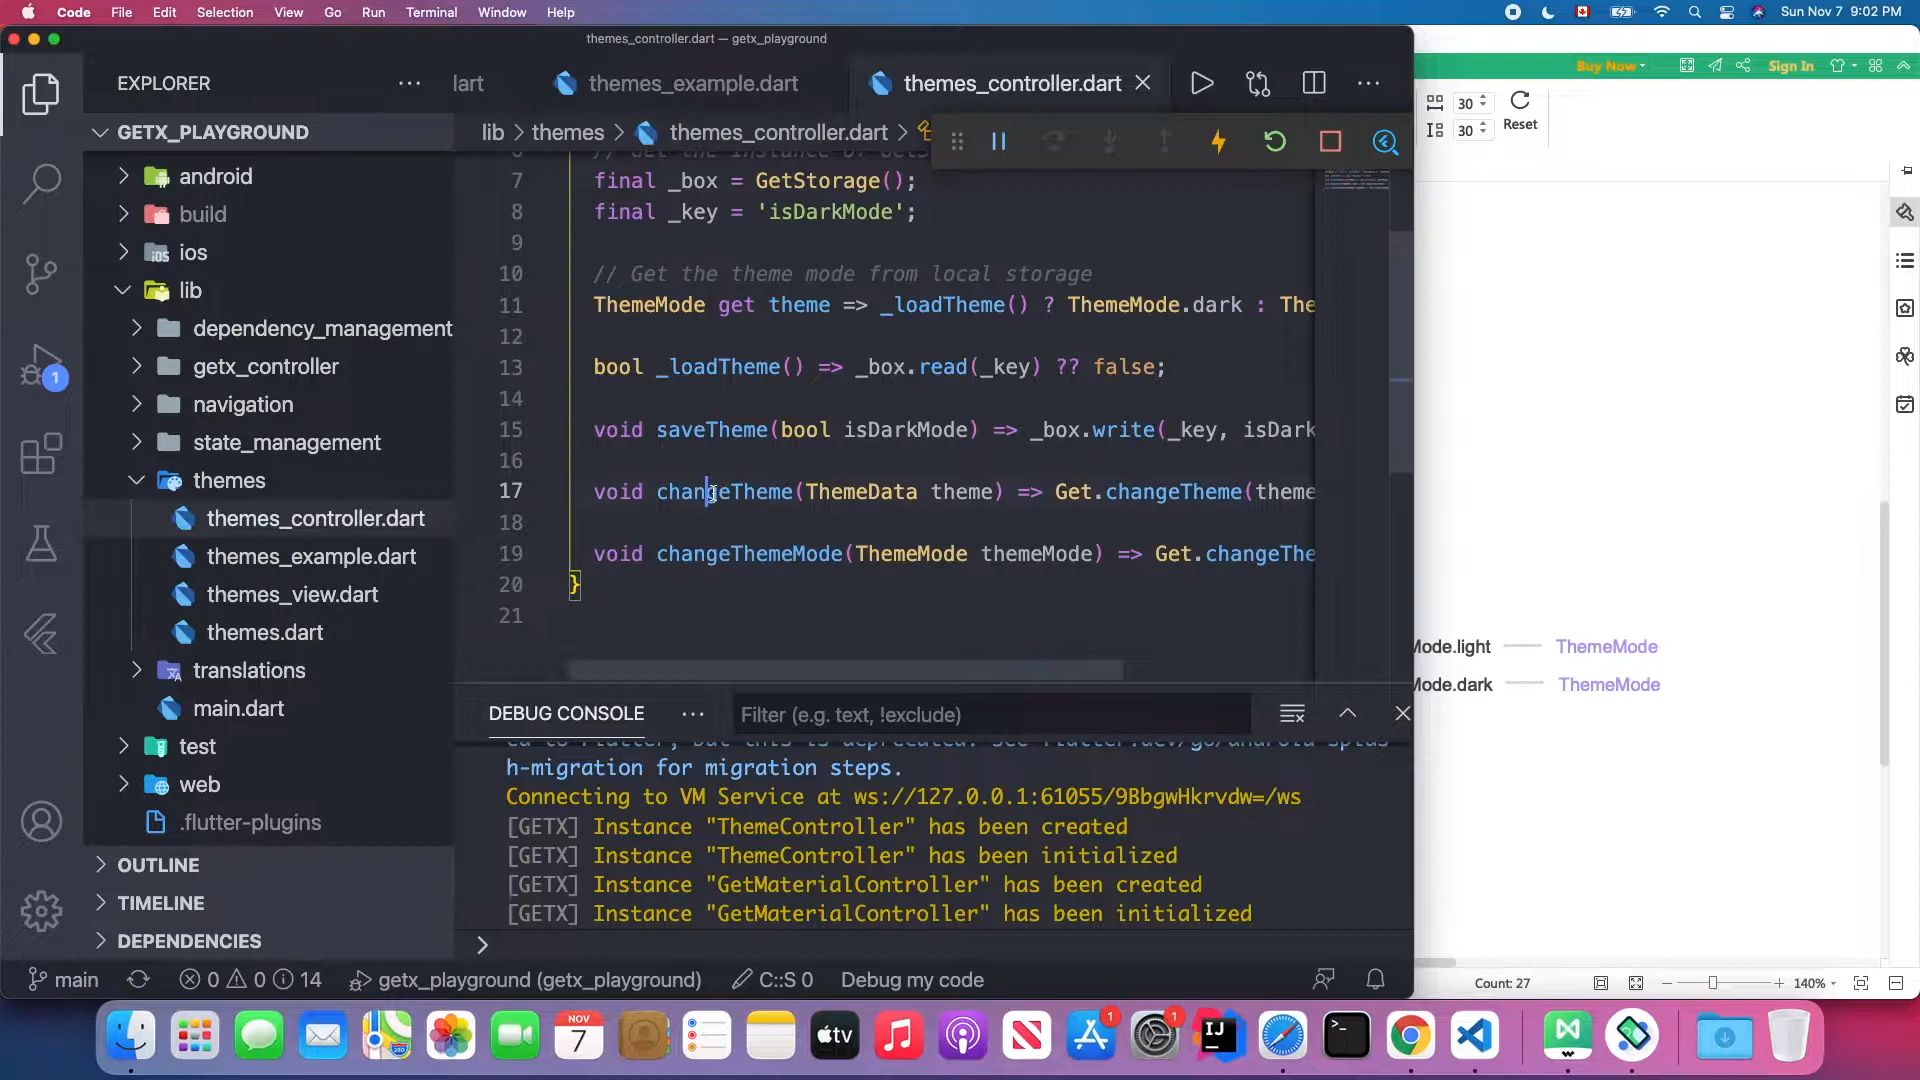 Code File Edit Selection View Go Run Terminal Window Help
Sun Nov 7 9:02 PM
themes_controller.dart — getx_playground
EXPLORER
lart
themes_example.dart
themes_controller.dart
GETX_PLAYGROUND
lib > themes > themes_controller.dart >
android
build
ios
lib
dependency_management
getx_controller
navigation
state_management
themes
themes_controller.dart
themes_example.dart
themes_view.dart
themes.dart
translations
main.dart
test
web
.flutter-plugins
OUTLINE
TIMELINE
DEPENDENCIES
1
7 final _box = GetStorage();
8 final _key = 'isDarkMode';
9
10 // Get the theme mode from local storage
11 ThemeMode get theme => _loadTheme() ? ThemeMode.dark : The
12
13 bool _loadTheme() => _box.read(_key) ?? false;
14
15 void saveTheme(bool isDarkMode) => _box.write(_key, isDark
16
17 void changeTheme(ThemeData theme) => Get.changeTheme(theme
18
19 void changeThemeMode(ThemeMode themeMode) => Get.changeThe
20 }
21
DEBUG CONSOLE
Filter (e.g. text, !exclude)
h-migration for migration steps.
Connecting to VM Service at ws://127.0.0.1:61055/9BbgwHkrvdw=/ws
[GETX] Instance "ThemeController" has been created
[GETX] Instance "ThemeController" has been initialized
[GETX] Instance "GetMaterialController" has been created
[GETX] Instance "GetMaterialController" has been initialized
main 0 0 14 getx_playground (getx_playground) C::S 0 Debug my code
Buy Now
Sign In
30
30
Reset
Mode.light ThemeMode
Mode.dark ThemeMode
Count: 27
140%
NOV
7
tv
1
1
IJ